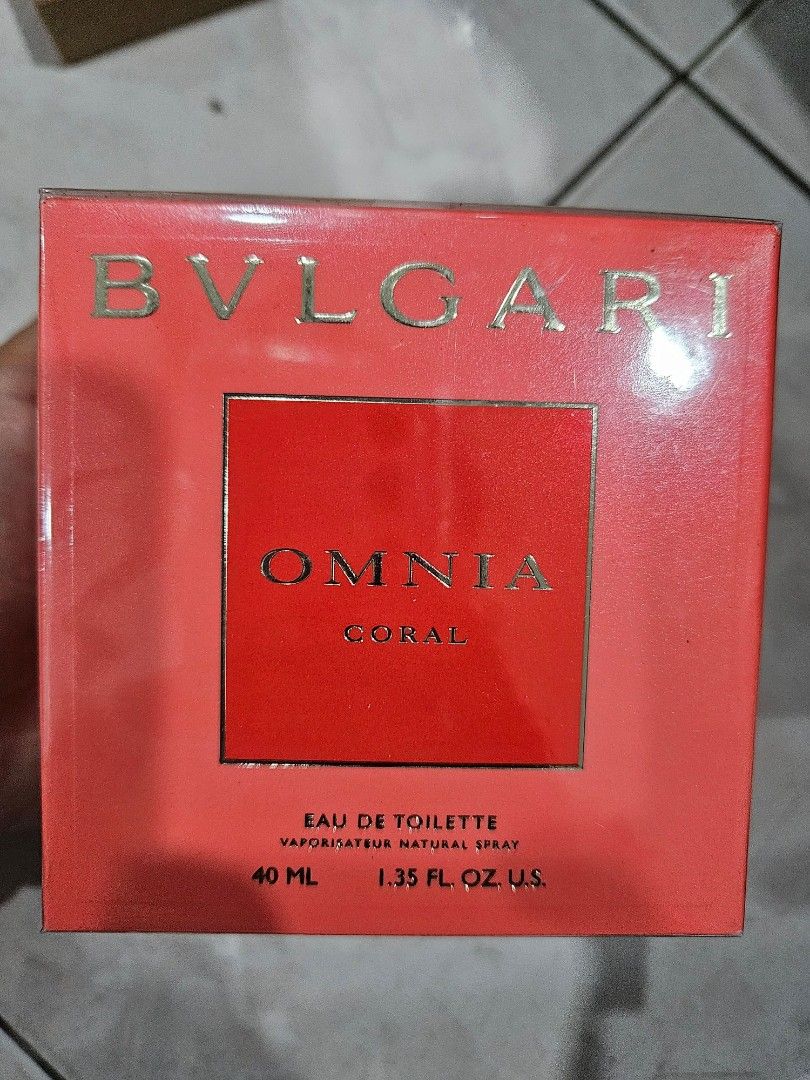 BVLGARI
OMNIA
CORAL
EAU DE TOILETTE
VAPORISATEUR NATURAL SPRAY
40 ML 1.35 FL. OZ. U.S.